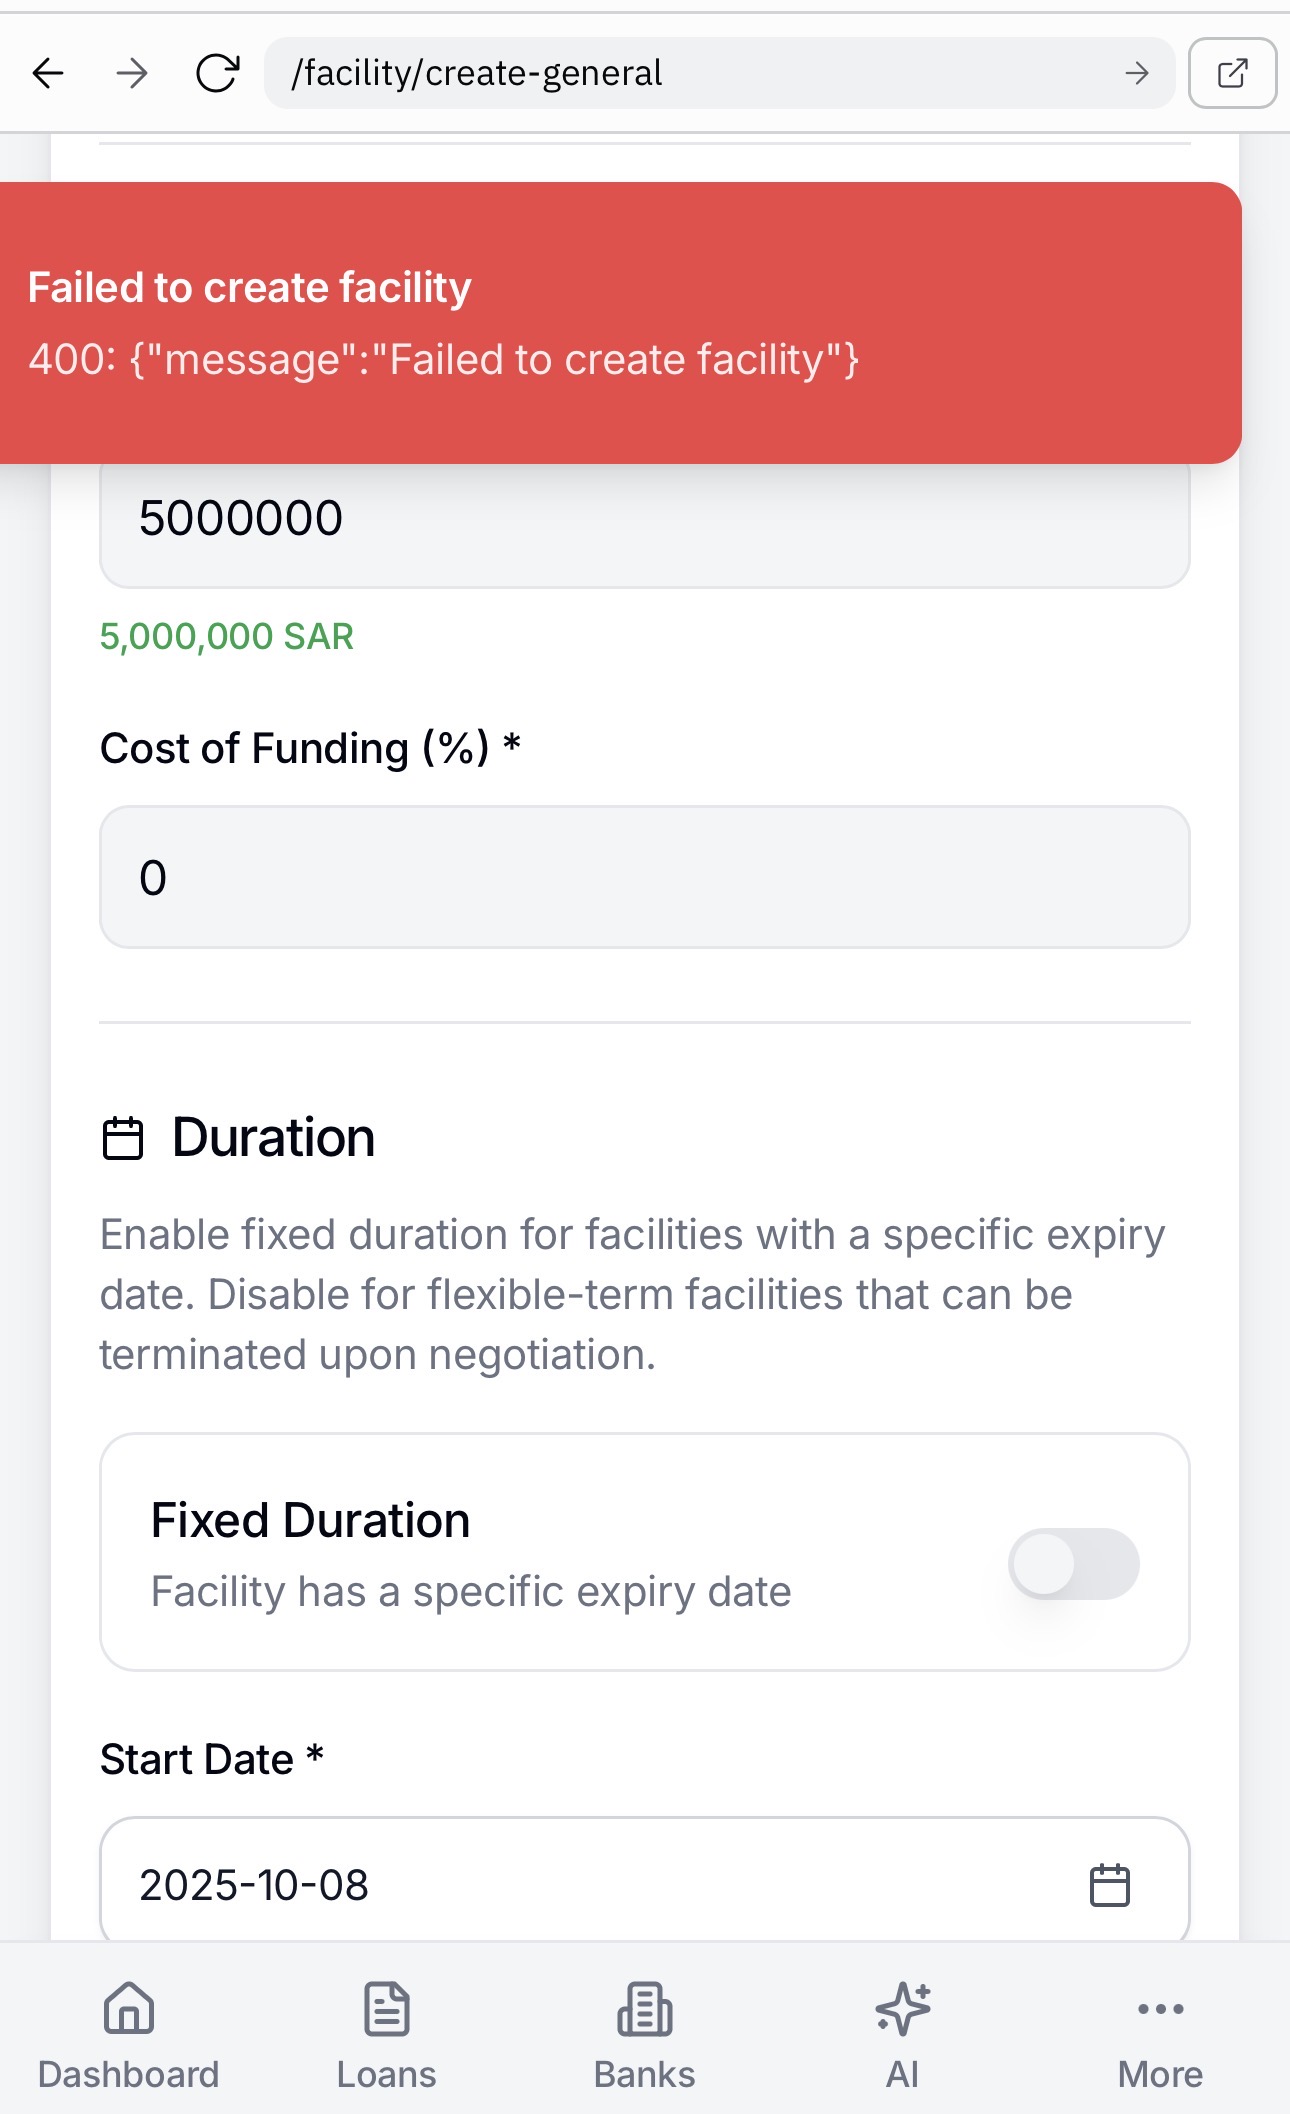 /facility/create-general
Failed to create facility
400: {"message":"Failed to create facility"}
5000000
5,000,000 SAR
Cost of Funding (%) *
0
Duration
Enable fixed duration for facilities with a specific expiry
date. Disable for flexible-term facilities that can be
terminated upon negotiation.
Fixed Duration
Facility has a specific expiry date
Start Date *
2025-10-08
Dashboard
Loans
Banks
AI
More